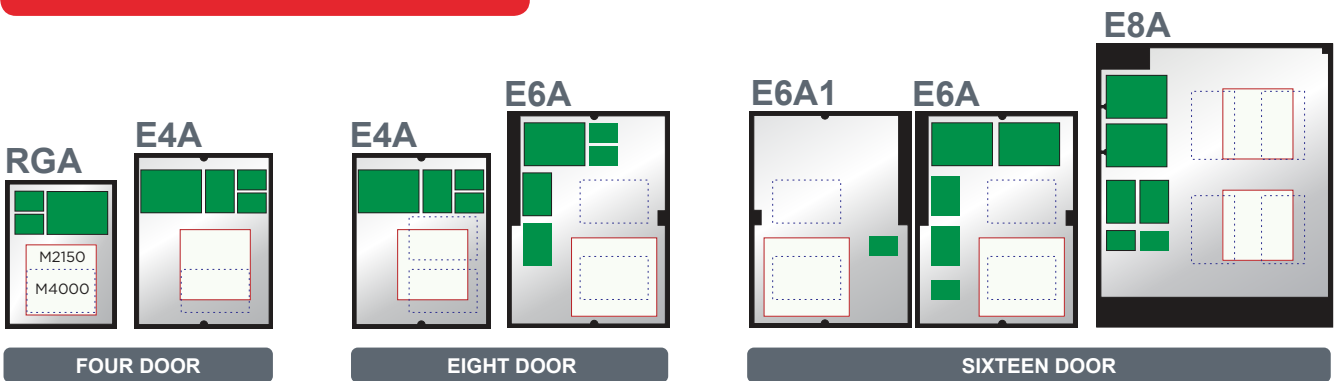 E8A
E6A
E6A1
E6A
E4A
E4A
RGA
M2150
M4000
FOUR DOOR
EIGHT DOOR
SIXTEEN DOOR